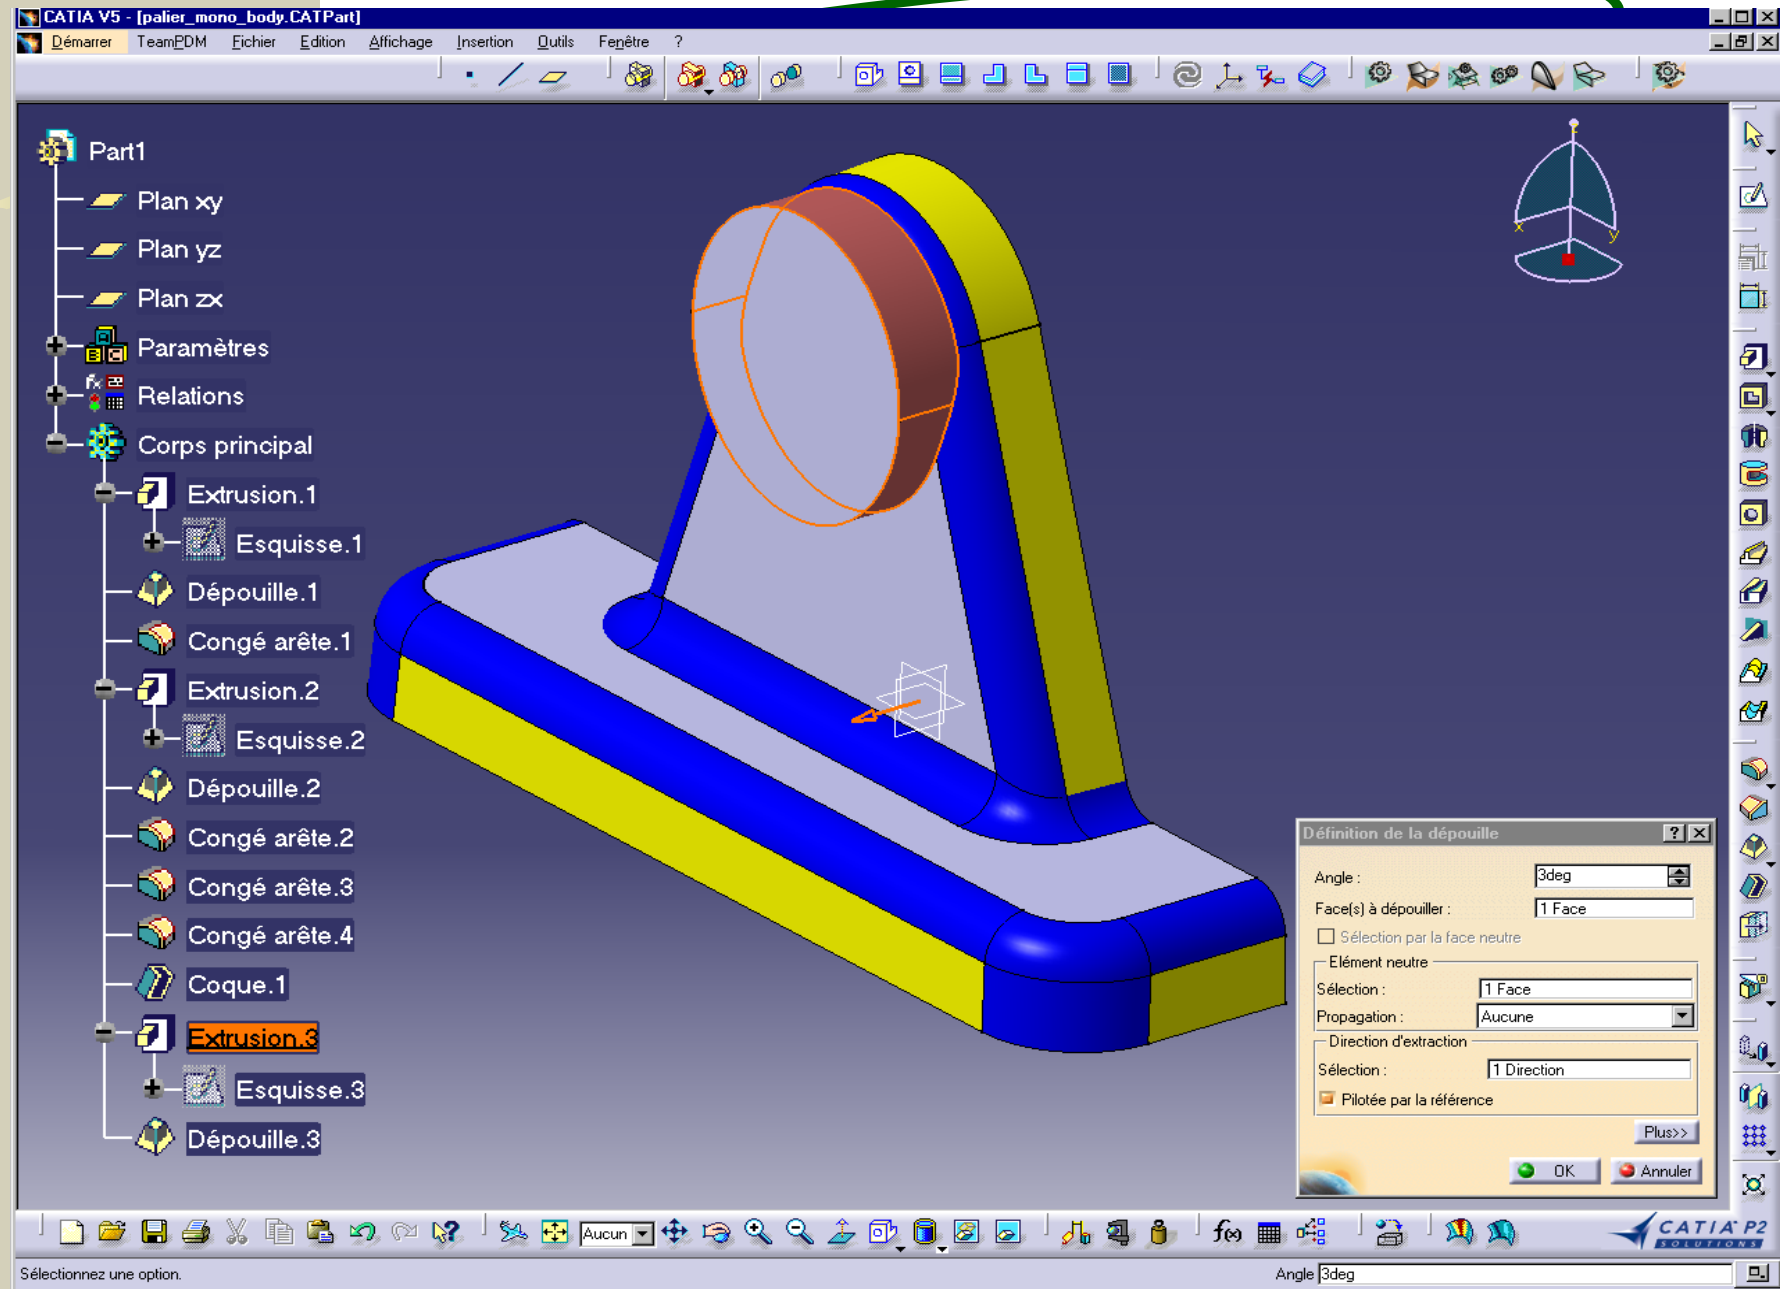 CATIA V5 - [palier_mono_body.CATPart]
Démarrer TeamPDM Fichier Edition Affichage Insertion Outils Fenêtre ?
Part1
Plan xy
Plan yz
Plan zx
Paramètres
Relations
Corps principal
Extrusion.1
Esquisse.1
Dépouille.1
Congé arête.1
Extrusion.2
Esquisse.2
Dépouille.2
Congé arête.2
Congé arête.3
Congé arête.4
Coque.1
Extrusion.3
Esquisse.3
Dépouille.3
z
x
y
Définition de la dépouille
Angle : 3deg
Face(s) à dépouiller : 1 Face
Sélection par la face neutre
Elément neutre
Sélection : 1 Face
Propagation : Aucune
Direction d'extraction
Sélection : 1 Direction
Pilotée par la référence
Plus>>
OK Annuler
Aucun
f(x)
CATIA P2
SOLUTIONS
Sélectionnez une option.
Angle 3deg